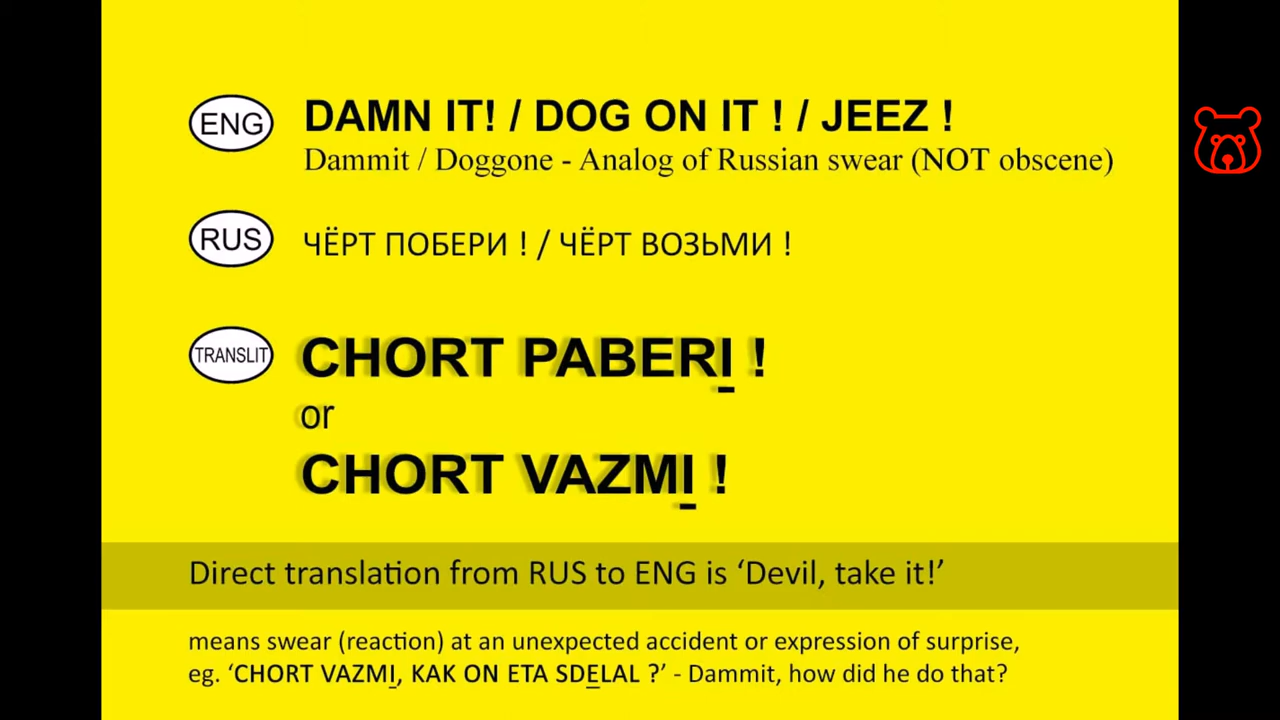 ENG DAMN IT! / DOG ON IT ! / JEEZ !
Dammit / Doggone - Analog of Russian swear (NOT obscene)
RUS ЧЁРТ ПОБЕРИ ! / ЧЁРТ ВОЗЬМИ !
TRANSLIT CHORT PABERI !
or
CHORT VAZMI !
Direct translation from RUS to ENG is ‘Devil, take it!’
means swear (reaction) at an unexpected accident or expression of surprise,
eg. ‘CHORT VAZMI, KAK ON ETA SDELAL ?’ - Dammit, how did he do that?